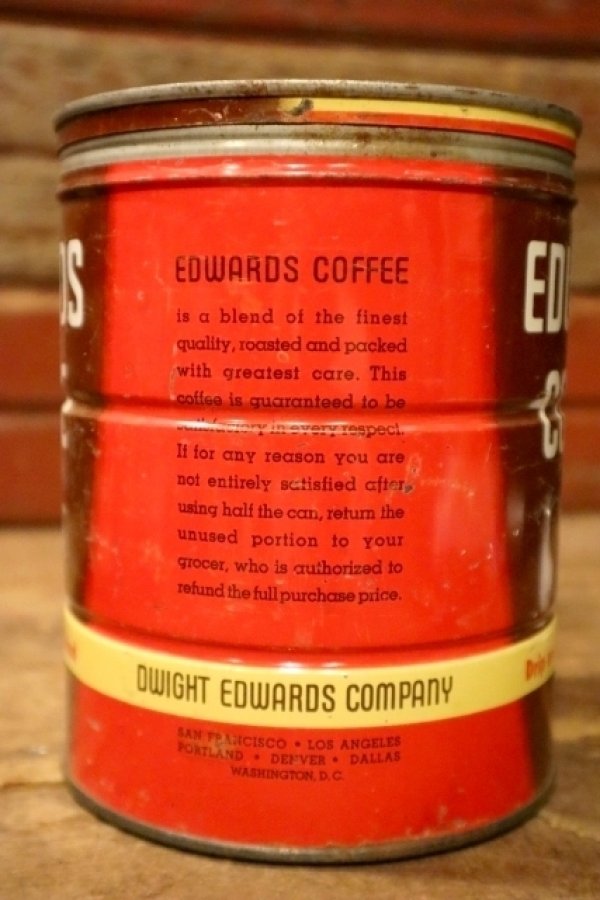 EDWARDS COFFEE
is a blend of the finest
quality, roasted and packed
with greatest care. This
coffee is guaranteed to be
satisfactory in every respect.
If for any reason you are
not entirely satisfied after
using half the can, return the
unused portion to your
grocer, who is authorized to
refund the full purchase price.
DWIGHT EDWARDS COMPANY
SAN FRANCISCO • LOS ANGELES
PORTLAND • DENVER • DALLAS
WASHINGTON, D.C.
DS
ED
C
Drip